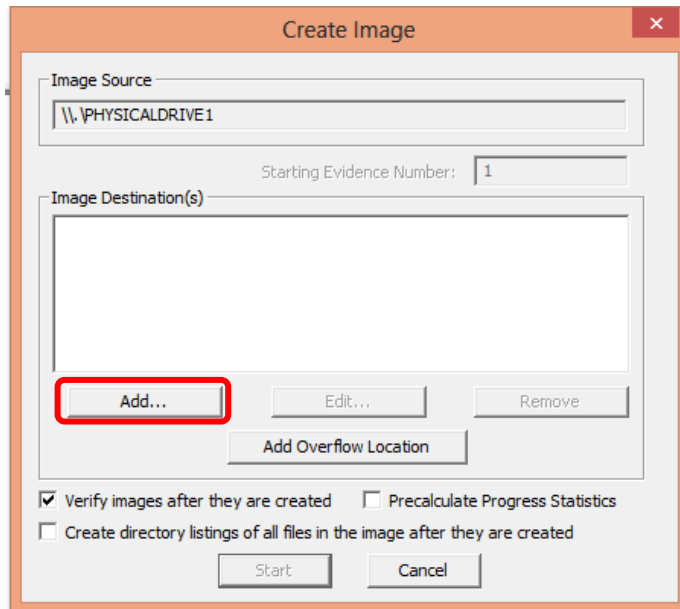 Create Image
Image Source
\\.\PHYSICALDRIVE1
Starting Evidence Number: 1
Image Destination(s)
Add... Edit... Remove
Add Overflow Location
Verify images after they are created Precalculate Progress Statistics
Create directory listings of all files in the image after they are created
Start Cancel